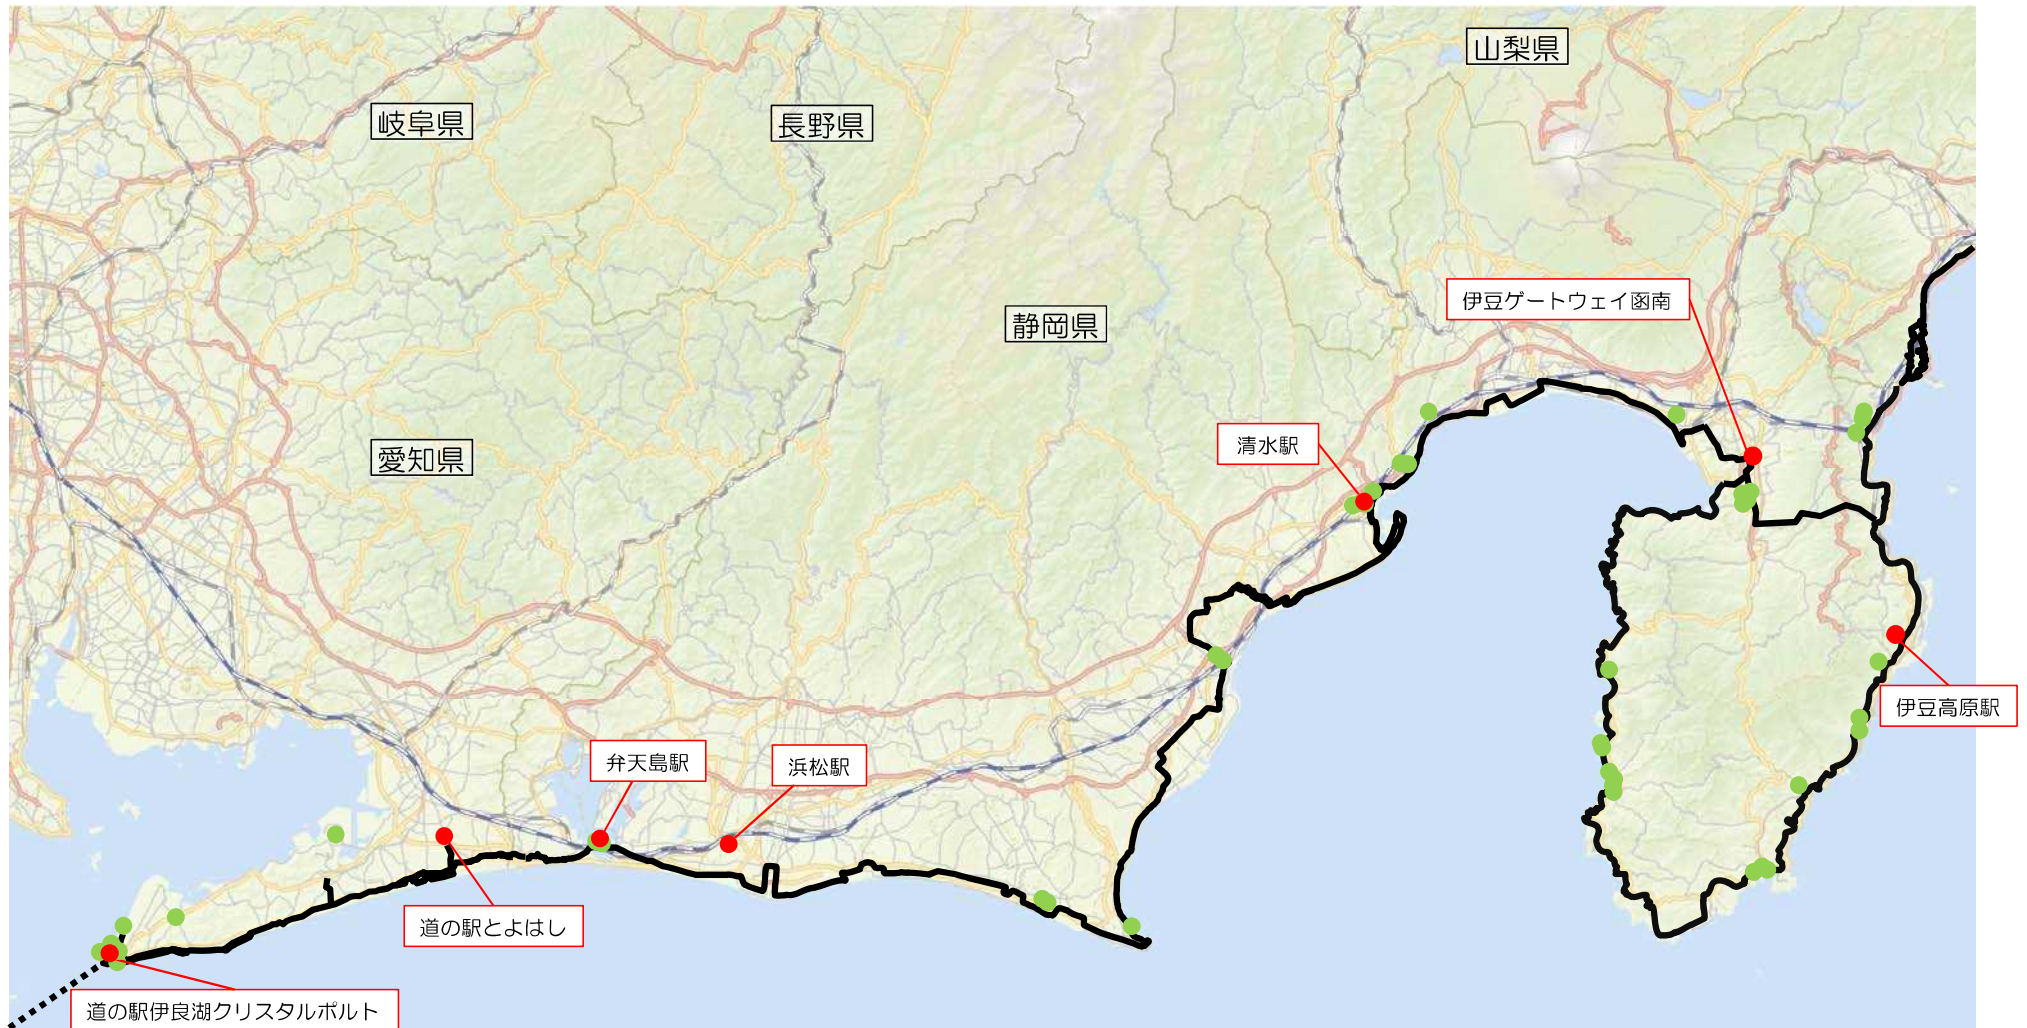 山梨県
岐阜県
長野県
伊豆ゲートウェイ函南
静岡県
清水駅
愛知県
伊豆高原駅
弁天島駅
浜松駅
道の駅とよはし
道の駅伊良湖クリスタルポルト